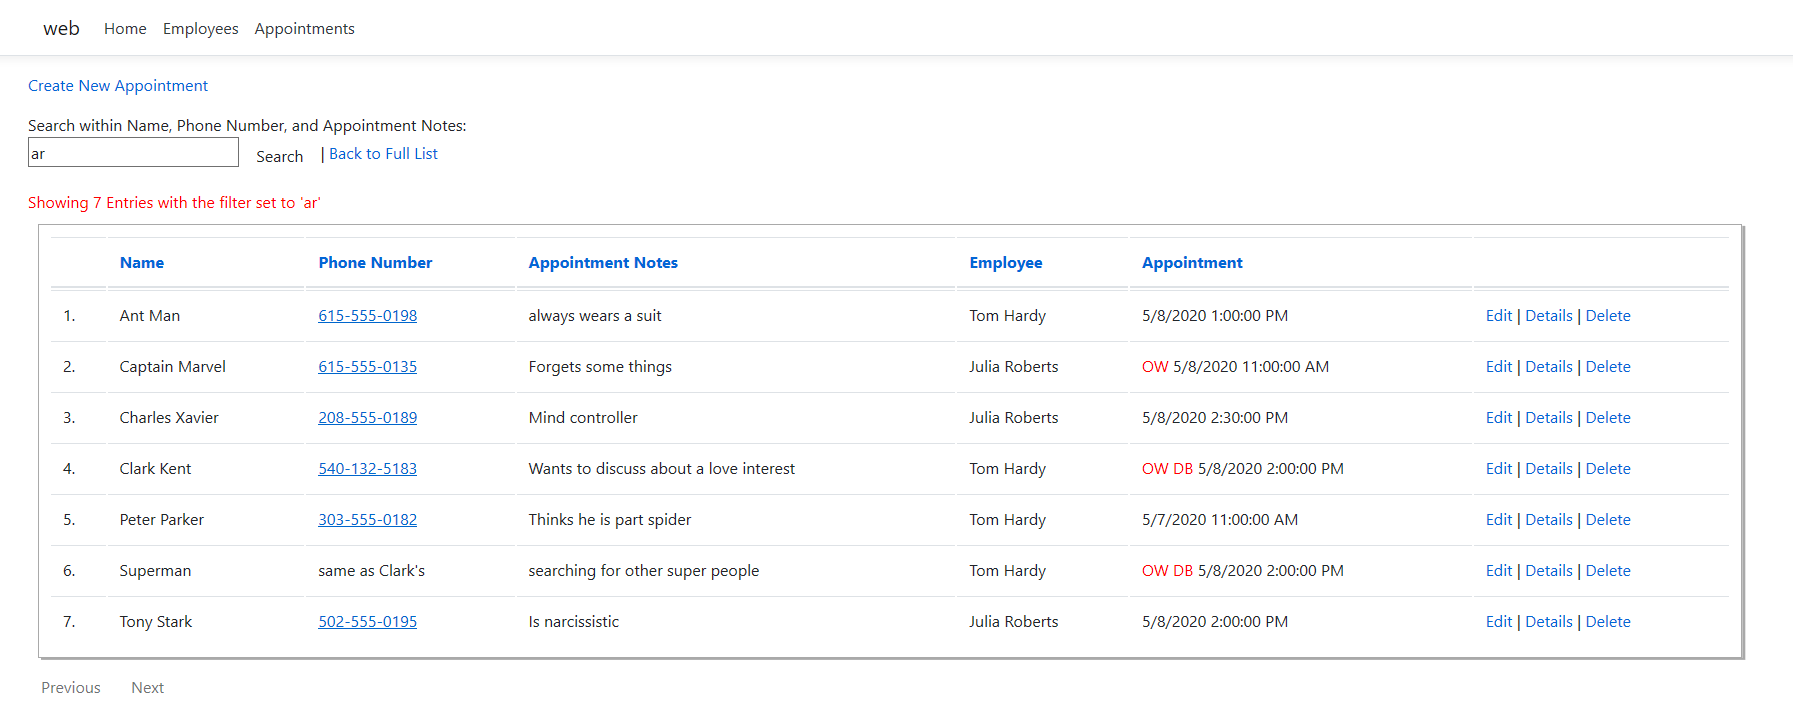 web Home Employees Appointments
Create New Appointment
Search within Name, Phone Number, and Appointment Notes:
ar Search | Back to Full List
Showing 7 Entries with the filter set to 'ar'
Name Phone Number Appointment Notes Employee Appointment
1. Ant Man 615-555-0198 always wears a suit Tom Hardy 5/8/2020 1:00:00 PM Edit | Details | Delete
2. Captain Marvel 615-555-0135 Forgets some things Julia Roberts OW 5/8/2020 11:00:00 AM Edit | Details | Delete
3. Charles Xavier 208-555-0189 Mind controller Julia Roberts 5/8/2020 2:30:00 PM Edit | Details | Delete
4. Clark Kent 540-132-5183 Wants to discuss about a love interest Tom Hardy OW DB 5/8/2020 2:00:00 PM Edit | Details | Delete
5. Peter Parker 303-555-0182 Thinks he is part spider Tom Hardy 5/7/2020 11:00:00 AM Edit | Details | Delete
6. Superman same as Clark's searching for other super people Tom Hardy OW DB 5/8/2020 2:00:00 PM Edit | Details | Delete
7. Tony Stark 502-555-0195 Is narcissistic Julia Roberts 5/8/2020 2:00:00 PM Edit | Details | Delete
Previous Next